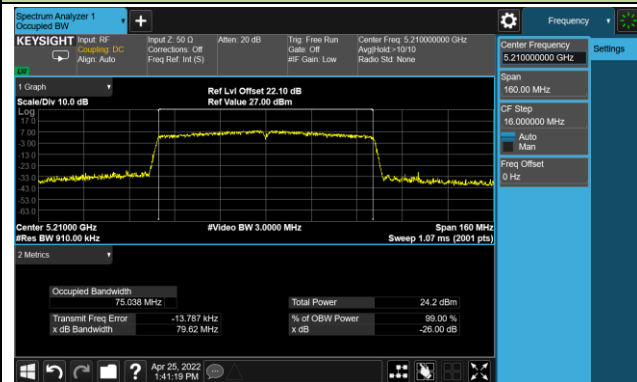 Spectrum Analyzer 1
Occupied BW
Frequency
KEYSIGHT
Input: RF
Coupling: DC
Align: Auto
Input Z: 50 Ω
Corrections: Off
Freq Ref: Int (S)
Atten: 20 dB
Trig: Free Run
Gate: Off
#IF Gain: Low
Center Freq: 5.210000000 GHz
Avg|Hold:>10/10
Radio Std: None
Center Frequency
5.210000000 GHz
Settings
Span
160.00 MHz
CF Step
16.000000 MHz
Auto
Man
Freq Offset
0 Hz
1 Graph
Scale/Div 10.0 dB
Ref Lvl Offset 22.10 dB
Ref Value 27.00 dBm
Log
17.0
7.00
-3.00
-13.0
-23.0
-33.0
-43.0
-53.0
-63.0
Center 5.21000 GHz
#Res BW 910.00 kHz
#Video BW 3.0000 MHz
Span 160 MHz
Sweep 1.07 ms (2001 pts)
2 Metrics
Occupied Bandwidth
75.038 MHz
Transmit Freq Error -13.787 kHz
x dB Bandwidth 79.62 MHz
Total Power 24.2 dBm
% of OBW Power 99.00 %
x dB -26.00 dB
Apr 25, 2022
1:41:19 PM